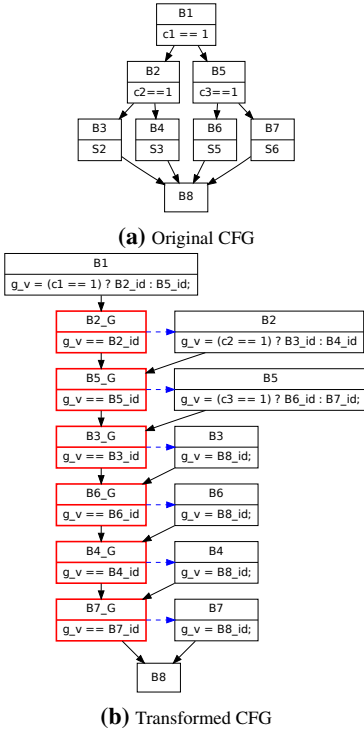 B1
c1 == 1
B2 B5
c2==1 c3==1
B3 B4 B6 B7
S2 S3 S5 S6
B8
(a) Original CFG
B1
g_v = (c1 == 1) ? B2_id : B5_id;
B2_G B2
g_v == B2_id g_v = (c2 == 1) ? B3_id : B4_id
B5_G B5
g_v == B5_id g_v = (c3 == 1) ? B6_id : B7_id;
B3_G B3
g_v == B3_id g_v = B8_id;
B6_G B6
g_v == B6_id g_v = B8_id;
B4_G B4
g_v == B4_id g_v = B8_id;
B7_G B7
g_v == B7_id g_v = B8_id;
B8
(b) Transformed CFG